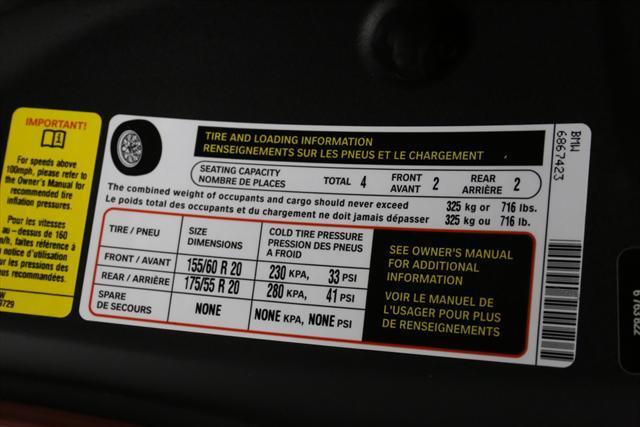 IMPORTANT!
For speeds above
100mph, please refer to
the Owner's Manual for
recommended tire
inflation pressures.
Pour les vitesses
au-dessus de 160
faites référence à
notice d'utilisation
les pressions des
recommandées.
TIRE AND LOADING INFORMATION
RENSEIGNEMENTS SUR LES PNEUS ET LE CHARGEMENT
SEATING CAPACITY
NOMBRE DE PLACES
TOTAL 4
FRONT
AVANT 2
REAR
ARRIÈRE 2
The combined weight of occupants and cargo should never exceed 325 kg or 716 lbs.
Le poids total des occupants et du chargement ne doit jamais dépasser 325 kg ou 716 lb.
TIRE / PNEU
SIZE
DIMENSIONS
COLD TIRE PRESSURE
PRESSION DES PNEUS
A FROID
FRONT / AVANT 155/60 R 20 230 KPA, 33 PSI
REAR / ARRIÈRE 175/55 R 20 280 KPA, 41 PSI
SPARE
DE SECOURS NONE NONE KPA, NONE PSI
SEE OWNER'S MANUAL
FOR ADDITIONAL
INFORMATION
VOIR LE MANUEL DE
L'USAGER POUR PLUS
DE RENSEIGNEMENTS
BMW
6867423